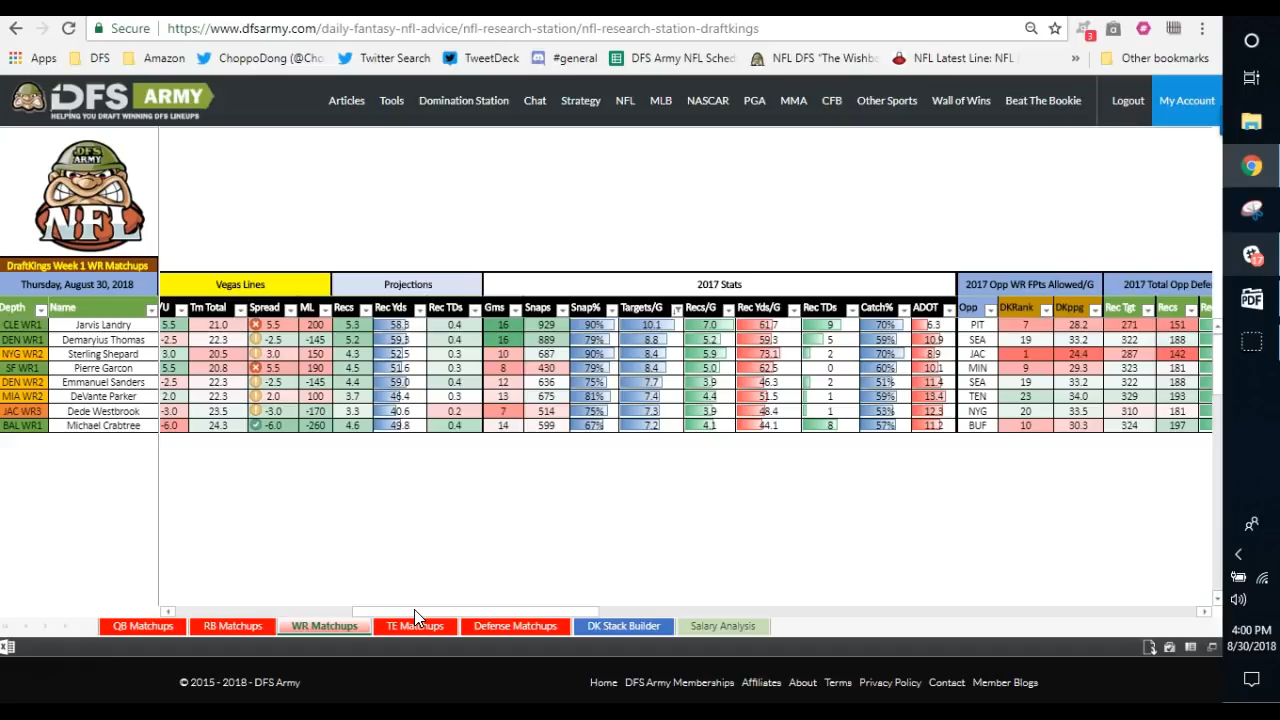 Secure https://www.dfsarmy.com/daily-fantasy-nfl-advice/nfl-research-station/nfl-research-station-draftkings
3
Apps DFS Amazon ChoppoDong (@Cho Twitter Search TweetDeck #general DFS Army NFL Sched NFL DFS "The Wishb NFL Latest Line: NFL » Other bookmarks
DFS ARMY
HELPING YOU DRAFT WINNING DFS LINEUPS
Articles Tools Domination Station Chat Strategy NFL MLB NASCAR PGA MMA CFB Other Sports Wall of Wins Beat The Bookie Logout My Account
DFS ARMY
NFL
DraftKings Week 1 WR Matchups
Thursday, August 30, 2018 Vegas Lines Projections 2017 Stats 2017 Opp WR FPts Allowed/G 2017 Total Opp Defe
Depth Name /U Tm Total Spread ML Recs Rec Yds Rec TDs Gms Snaps Snap% Targets/G Recs/G Rec Yds/G Rec TDs Catch% ADOT Opp DKRank DKppg Rec Tgt Recs Re
CLE WR1 Jarvis Landry 5.5 21.0 5.5 200 5.3 58.3 0.4 16 929 90% 10.1 7.0 61.7 9 70% 6.3 PIT 7 28.2 271 151
DEN WR1 Demaryius Thomas -2.5 22.3 -2.5 -145 5.2 59.3 0.4 16 889 79% 8.8 5.2 59.3 5 59% 10.9 SEA 19 33.2 322 188
NYG WR2 Sterling Shepard 3.0 20.5 3.0 150 4.3 52.5 0.3 10 687 90% 8.4 5.9 73.1 2 70% 8.9 JAC 1 24.4 287 142
SF WR1 Pierre Garcon 5.5 20.8 5.5 190 4.5 51.6 0.3 8 430 79% 8.4 5.0 62.5 0 60% 10.1 MIN 9 29.3 323 181
DEN WR2 Emmanuel Sanders -2.5 22.3 -2.5 -145 4.4 59.0 0.4 12 636 75% 7.7 3.9 46.3 2 51% 11.4 SEA 19 33.2 322 188
MIA WR2 DeVante Parker 2.0 22.3 2.0 100 3.7 46.4 0.3 13 675 81% 7.4 4.4 51.5 1 59% 13.4 TEN 23 34.0 329 193
JAC WR3 Dede Westbrook -3.0 23.5 -3.0 -170 3.3 40.6 0.2 7 514 75% 7.3 3.9 48.4 1 53% 12.3 NYG 20 33.5 310 181
BAL WR1 Michael Crabtree -6.0 24.3 -6.0 -260 4.6 49.8 0.4 14 599 67% 7.2 4.1 44.1 8 57% 11.2 BUF 10 30.3 324 197
QB Matchups RB Matchups WR Matchups TE Matchups Defense Matchups DK Stack Builder Salary Analysis
© 2015 - 2018 - DFS Army Home DFS Army Memberships Affiliates About Terms Privacy Policy Contact Member Blogs
17
PDF
4:00 PM
8/30/2018